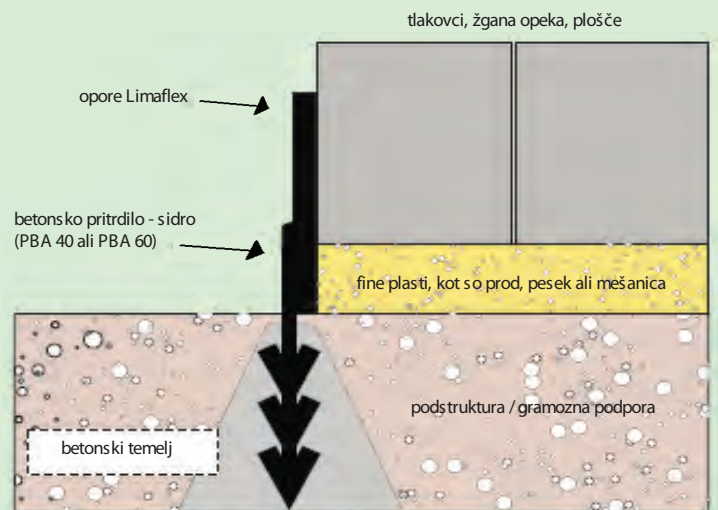 tlakovci, žgana opeka, plošče
opore Limaflex
betonsko pritrdilo - sidro
(PBA 40 ali PBA 60)
fine plasti, kot so prod, pesek ali mešanica
podstruktura / gramozna podpora
betonski temelj